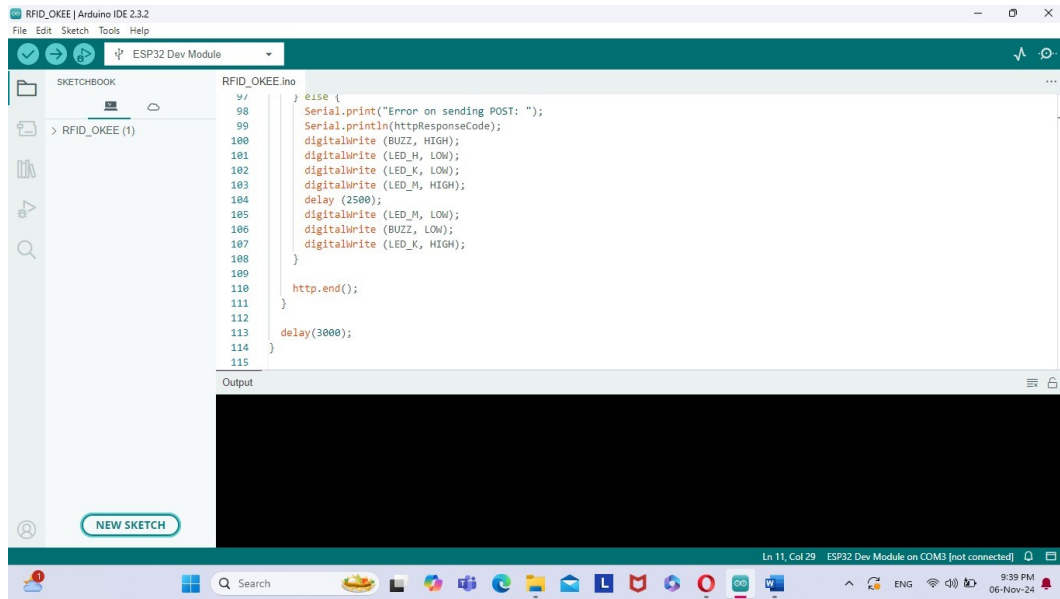 RFID_OKEE | Arduino IDE 2.3.2
File Edit Sketch Tools Help
ESP32 Dev Module
SKETCHBOOK
RFID_OKEE (1)
NEW SKETCH
RFID_OKEE.ino
97 } else {
98 Serial.print("Error on sending POST: ");
99 Serial.println(httpResponseCode);
100 digitalWrite (BUZZ, HIGH);
101 digitalWrite (LED_H, LOW);
102 digitalWrite (LED_K, LOW);
103 digitalWrite (LED_M, HIGH);
104 delay (2500);
105 digitalWrite (LED_M, LOW);
106 digitalWrite (BUZZ, LOW);
107 digitalWrite (LED_K, HIGH);
108 }
109
110 http.end();
111 }
112
113 delay(3000);
114 }
115
Output
Ln 11, Col 29 ESP32 Dev Module on COM3 [not connected]
1
Search
L
W
ENG
9:39 PM
06-Nov-24